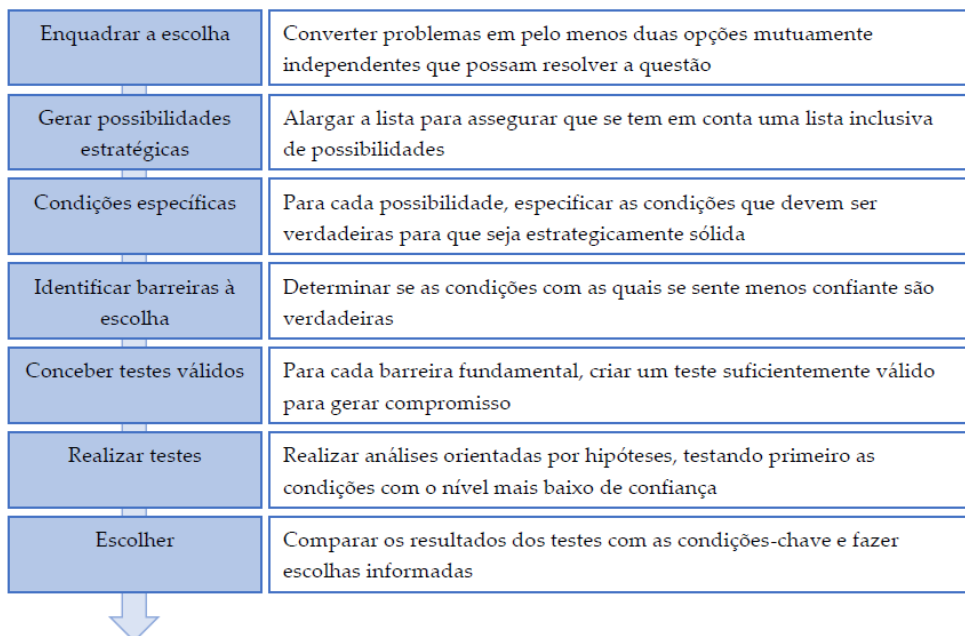 Enquadrar a escolha
Converter problemas em pelo menos duas opções mutuamente
independentes que possam resolver a questão
Gerar possibilidades
estratégicas
Alargar a lista para assegurar que se tem em conta uma lista inclusiva
de possibilidades
Condições específicas
Para cada possibilidade, especificar as condições que devem ser
verdadeiras para que seja estrategicamente sólida
Identificar barreiras à
escolha
Determinar se as condições com as quais se sente menos confiante são
verdadeiras
Conceber testes válidos
Para cada barreira fundamental, criar um teste suficientemente válido
para gerar compromisso
Realizar testes
Realizar análises orientadas por hipóteses, testando primeiro as
condições com o nível mais baixo de confiança
Escolher
Comparar os resultados dos testes com as condições-chave e fazer
escolhas informadas